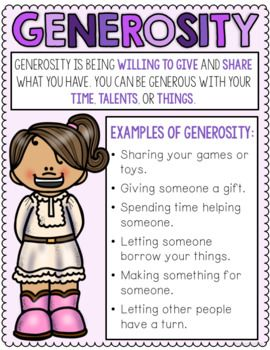 GENEROSITY
GENEROSITY IS BEING WILLING TO GIVE AND SHARE
WHAT YOU HAVE. YOU CAN BE GENEROUS WITH YOUR
TIME, TALENTS, OR THINGS.
EXAMPLES OF GENEROSITY:
• Sharing your games or
toys.
• Giving someone a gift.
• Spending time helping
someone.
• Letting someone
borrow your things.
• Making something for
someone.
• Letting other people
have a turn.